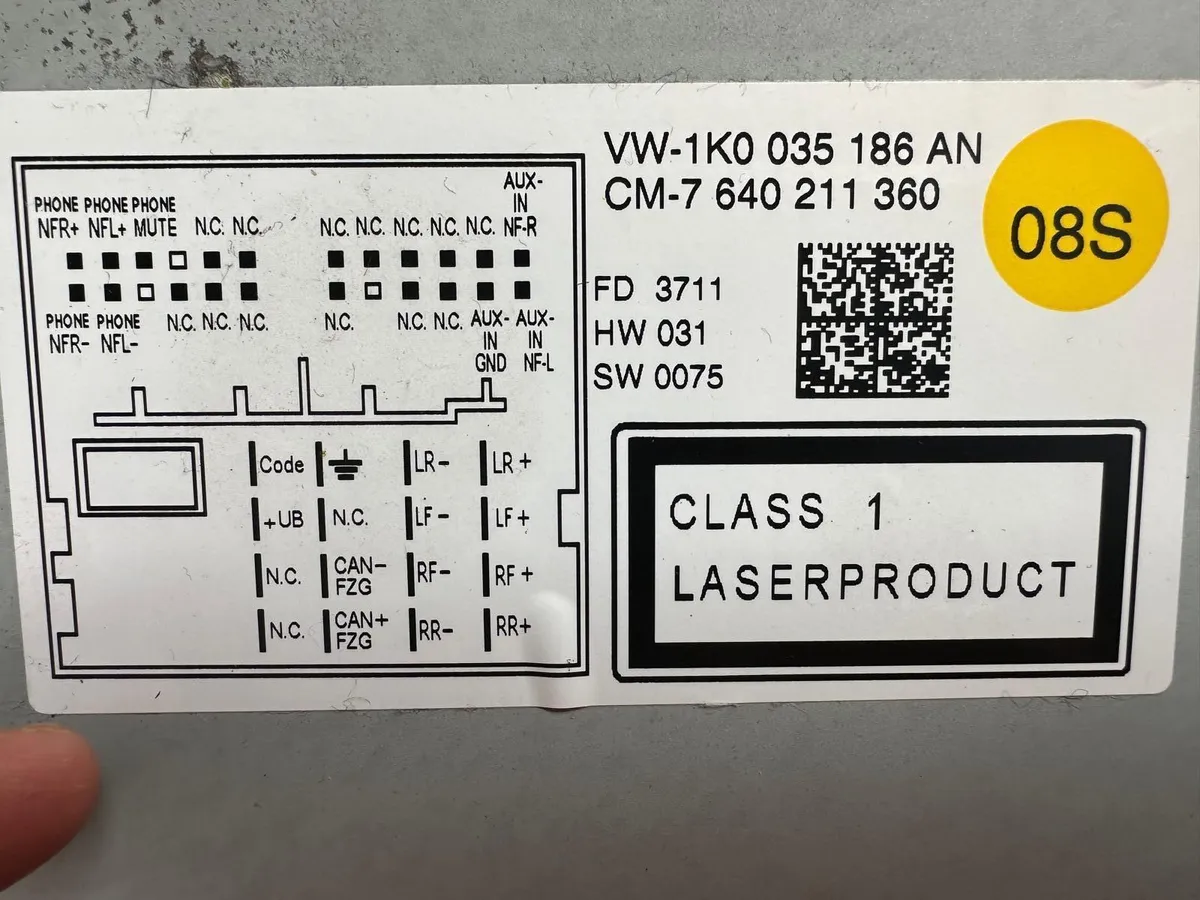 VW-1K0 035 186 AN
CM-7 640 211 360
08S
FD 3711
HW 031
SW 0075
CLASS 1
LASERPRODUCT
AUX-
PHONE PHONE PHONE IN
NFR+ NFL+ MUTE N.C. N.C. N.C. N.C. N.C. N.C. N.C. NF-R
PHONE PHONE N.C. N.C. N.C. N.C. N.C. N.C. AUX- AUX-
NFR- NFL- IN IN
GND NF-L
Code LR- LR+
+UB N.C. LF- LF+
N.C. CAN- RF- RF+
FZG
N.C. CAN+ RR- RR+
FZG